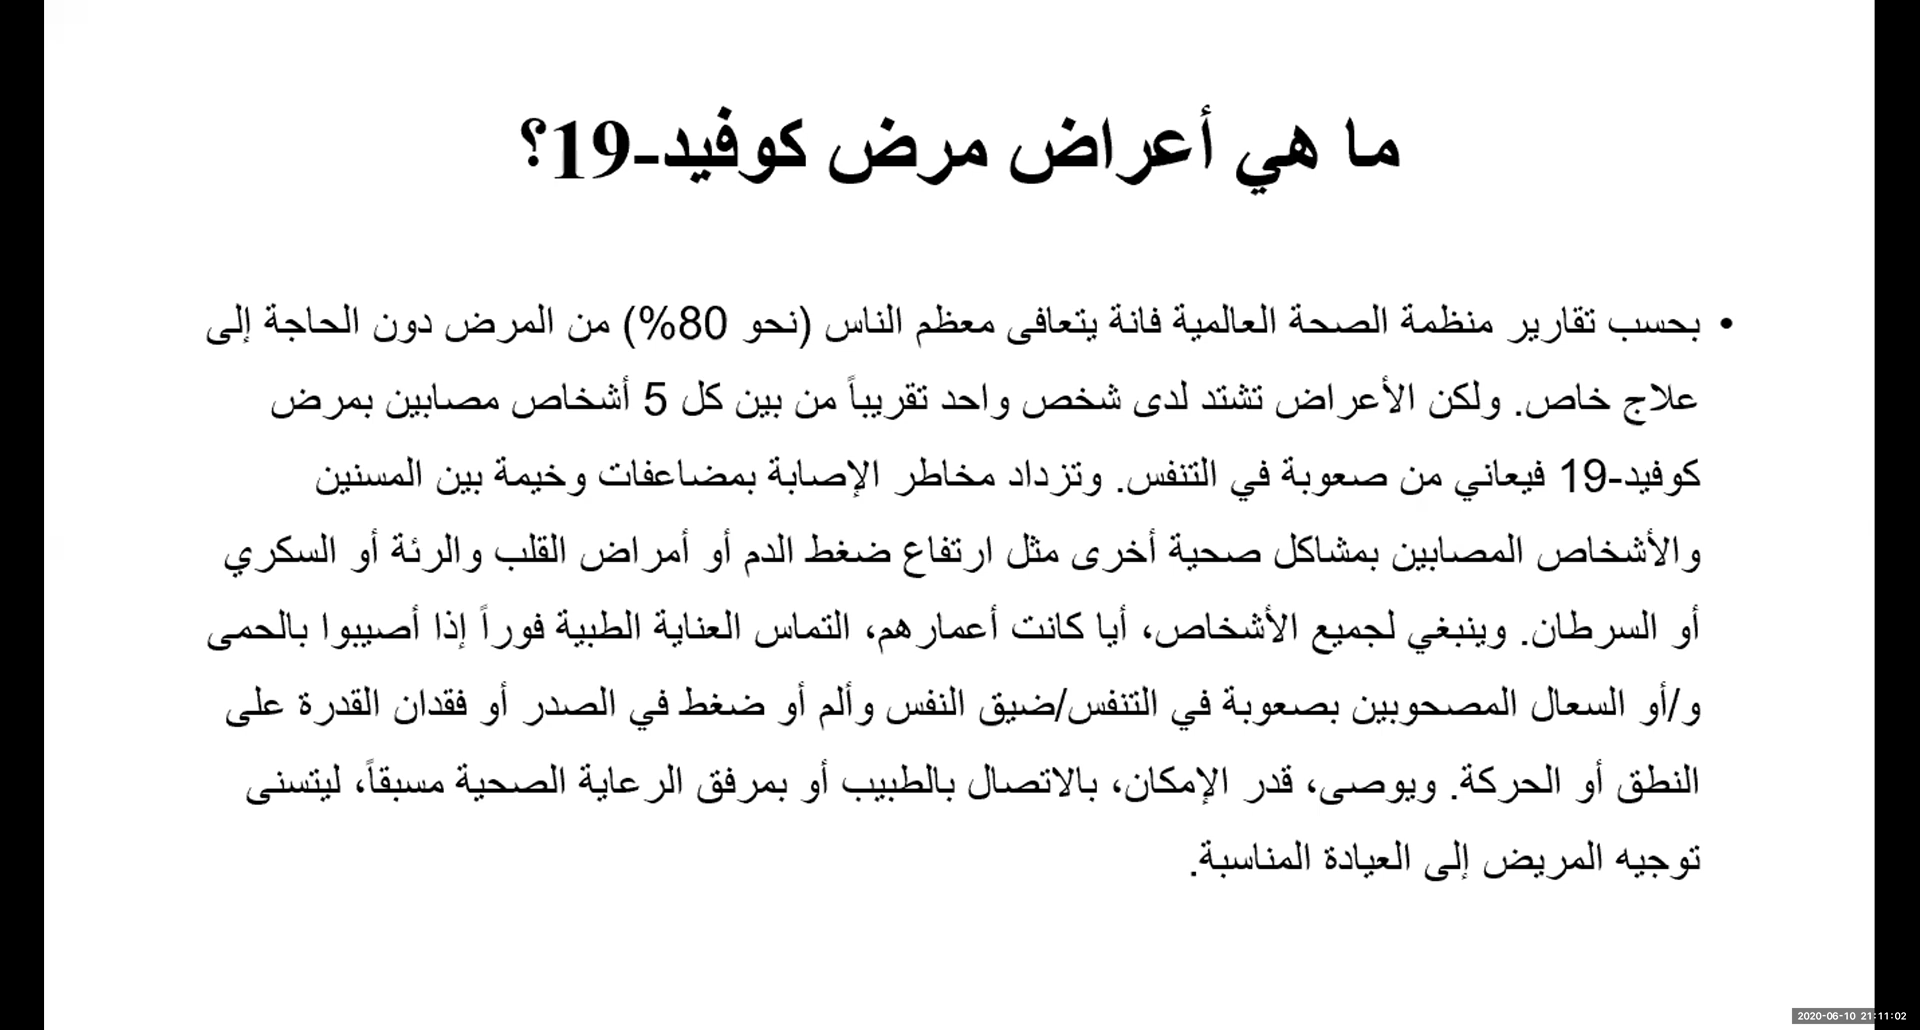 ما هي أعراض مرض كوفيد-19؟
• بحسب تقارير منظمة الصحة العالمية فانة يتعافى معظم الناس (نحو 80%) من المرض دون الحاجة إلى
علاج خاص. ولكن الأعراض تشتد لدى شخص واحد تقريباً من بين كل 5 أشخاص مصابين بمرض
كوفيد-19 فيعاني من صعوبة في التنفس. وتزداد مخاطر الإصابة بمضاعفات وخيمة بين المسنين
والأشخاص المصابين بمشاكل صحية أخرى مثل ارتفاع ضغط الدم أو أمراض القلب والرئة أو السكري
أو السرطان. وينبغي لجميع الأشخاص، أيا كانت أعمارهم، التماس العناية الطبية فوراً إذا أصيبوا بالحمى
و/أو السعال المصحوبين بصعوبة في التنفس/ضيق النفس وألم أو ضغط في الصدر أو فقدان القدرة على
النطق أو الحركة. ويوصى، قدر الإمكان، بالاتصال بالطبيب أو بمرفق الرعاية الصحية مسبقاً، ليتسنى
توجيه المريض إلى العيادة المناسبة.
2020-06-10 21:11:02